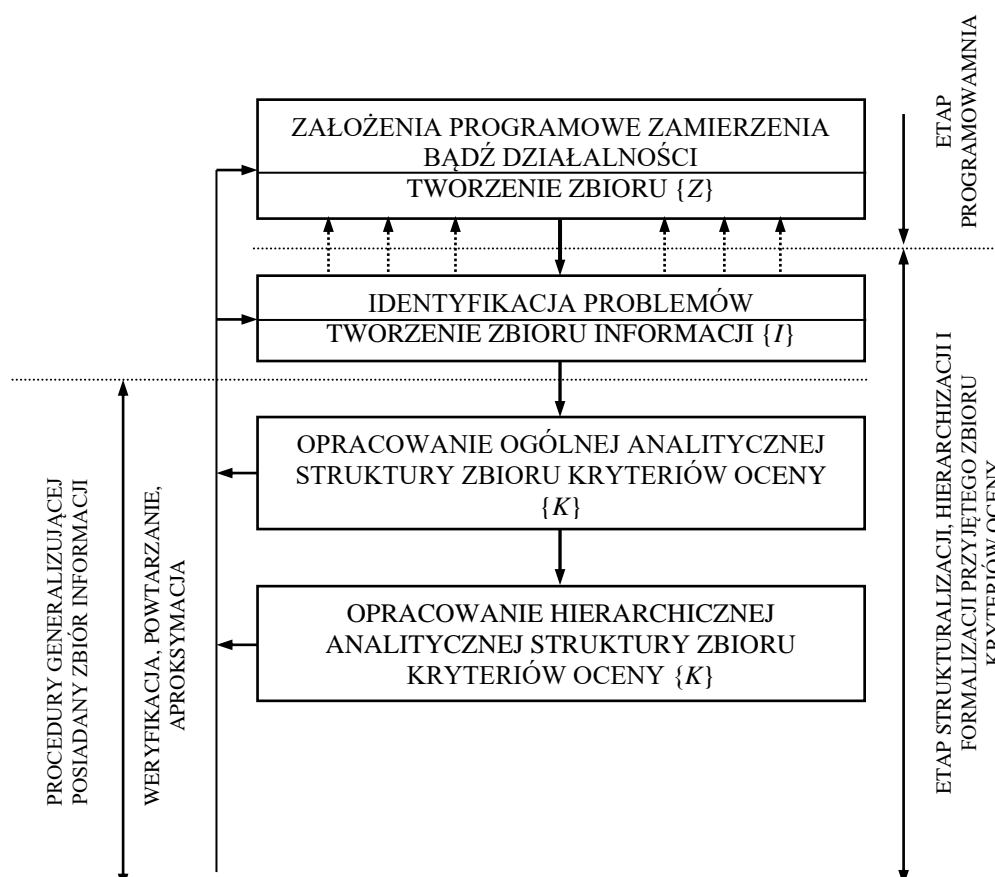 ZAŁOŻENIA PROGRAMOWE ZAMIERZENIA
BĄDŹ DZIAŁALNOŚCI
TWORZENIE ZBIORU {Z}
IDENTYFIKACJA PROBLEMÓW
TWORZENIE ZBIORU INFORMACJI {I}
OPRACOWANIE OGÓLNEJ ANALITYCZNEJ
STRUKTURY ZBIORU KRYTERIÓW OCENY
{K}
OPRACOWANIE HIERARCHICZNEJ
ANALITYCZNEJ STRUKTURY ZBIORU
KRYTERIÓW OCENY {K}
PROCEDURY GENERALIZUJĄCEJ
POSIADANY ZBIÓR INFORMACJI
WERYFIKACJA, POWTARZANIE,
APROKSYMACJA
ETAP
PROGRAMOWAMNIA
ETAP STRUKTURALIZACJI, HIERARCHIZACJI I
FORMALIZACJI PRZYJĘTEGO ZBIORU
KRYTERIÓW OCENY